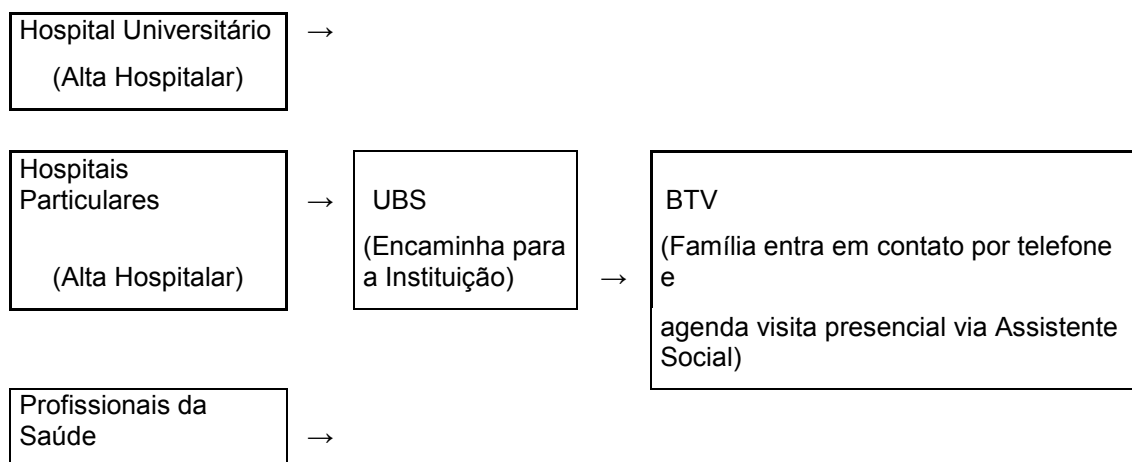 Hospital Universitário →
(Alta Hospitalar)
Hospitais
Particulares →
(Alta Hospitalar)
UBS
(Encaminha para
a Instituição) →
BTV
(Família entra em contato por telefone
e
agenda visita presencial via Assistente
Social)
Profissionais da
Saúde →